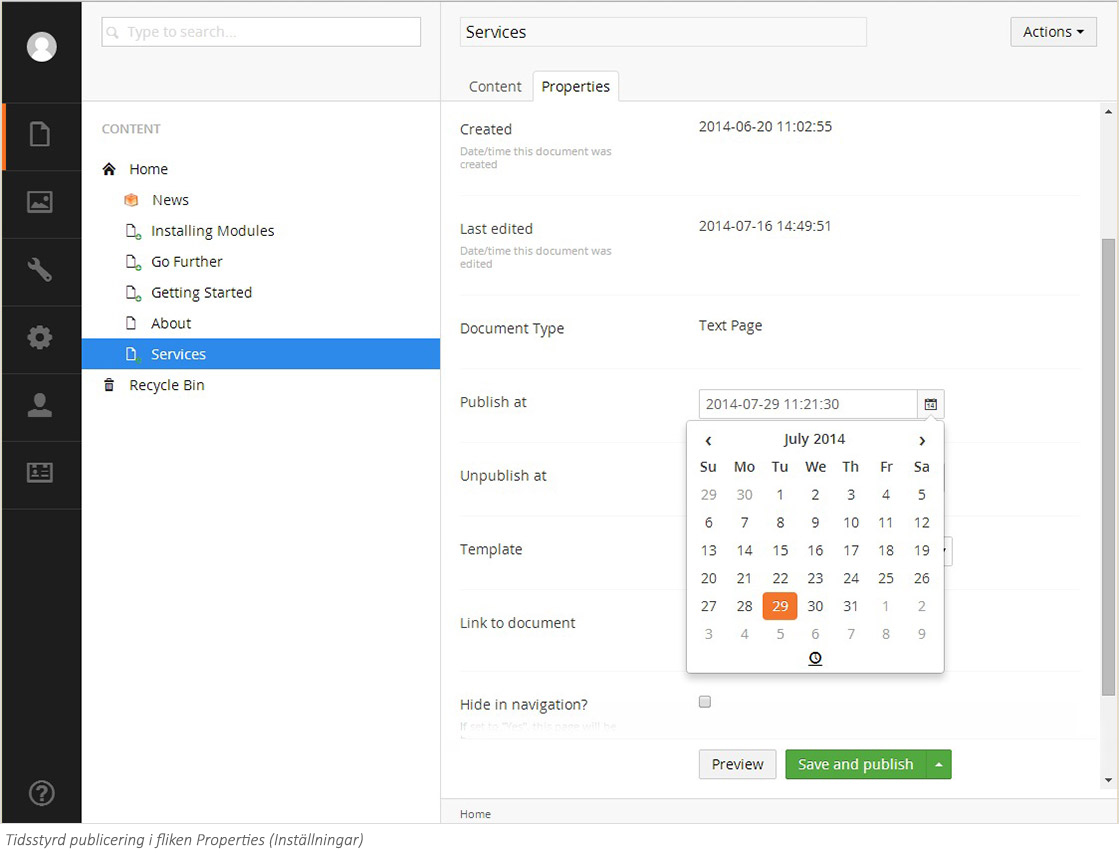 Type to search...
CONTENT
Home
News
Installing Modules
Go Further
Getting Started
About
Services
Recycle Bin
Services
Actions
Content
Properties
Created
Date/time this document was
created
2014-06-20 11:02:55
Last edited
Date/time this document was
edited
2014-07-16 14:49:51
Document Type
Text Page
Publish at
2014-07-29 11:21:30
14
July 2014
Su Mo Tu We Th Fr Sa
29 30 1 2 3 4 5
6 7 8 9 10 11 12
13 14 15 16 17 18 19
20 21 22 23 24 25 26
27 28 29 30 31 1 2
3 4 5 6 7 8 9
Unpublish at
Template
Link to document
Hide in navigation?
If set to "Yes", this page will be
Preview
Save and publish
Home
Tidsstyrd publicering i fliken Properties (Inställningar)